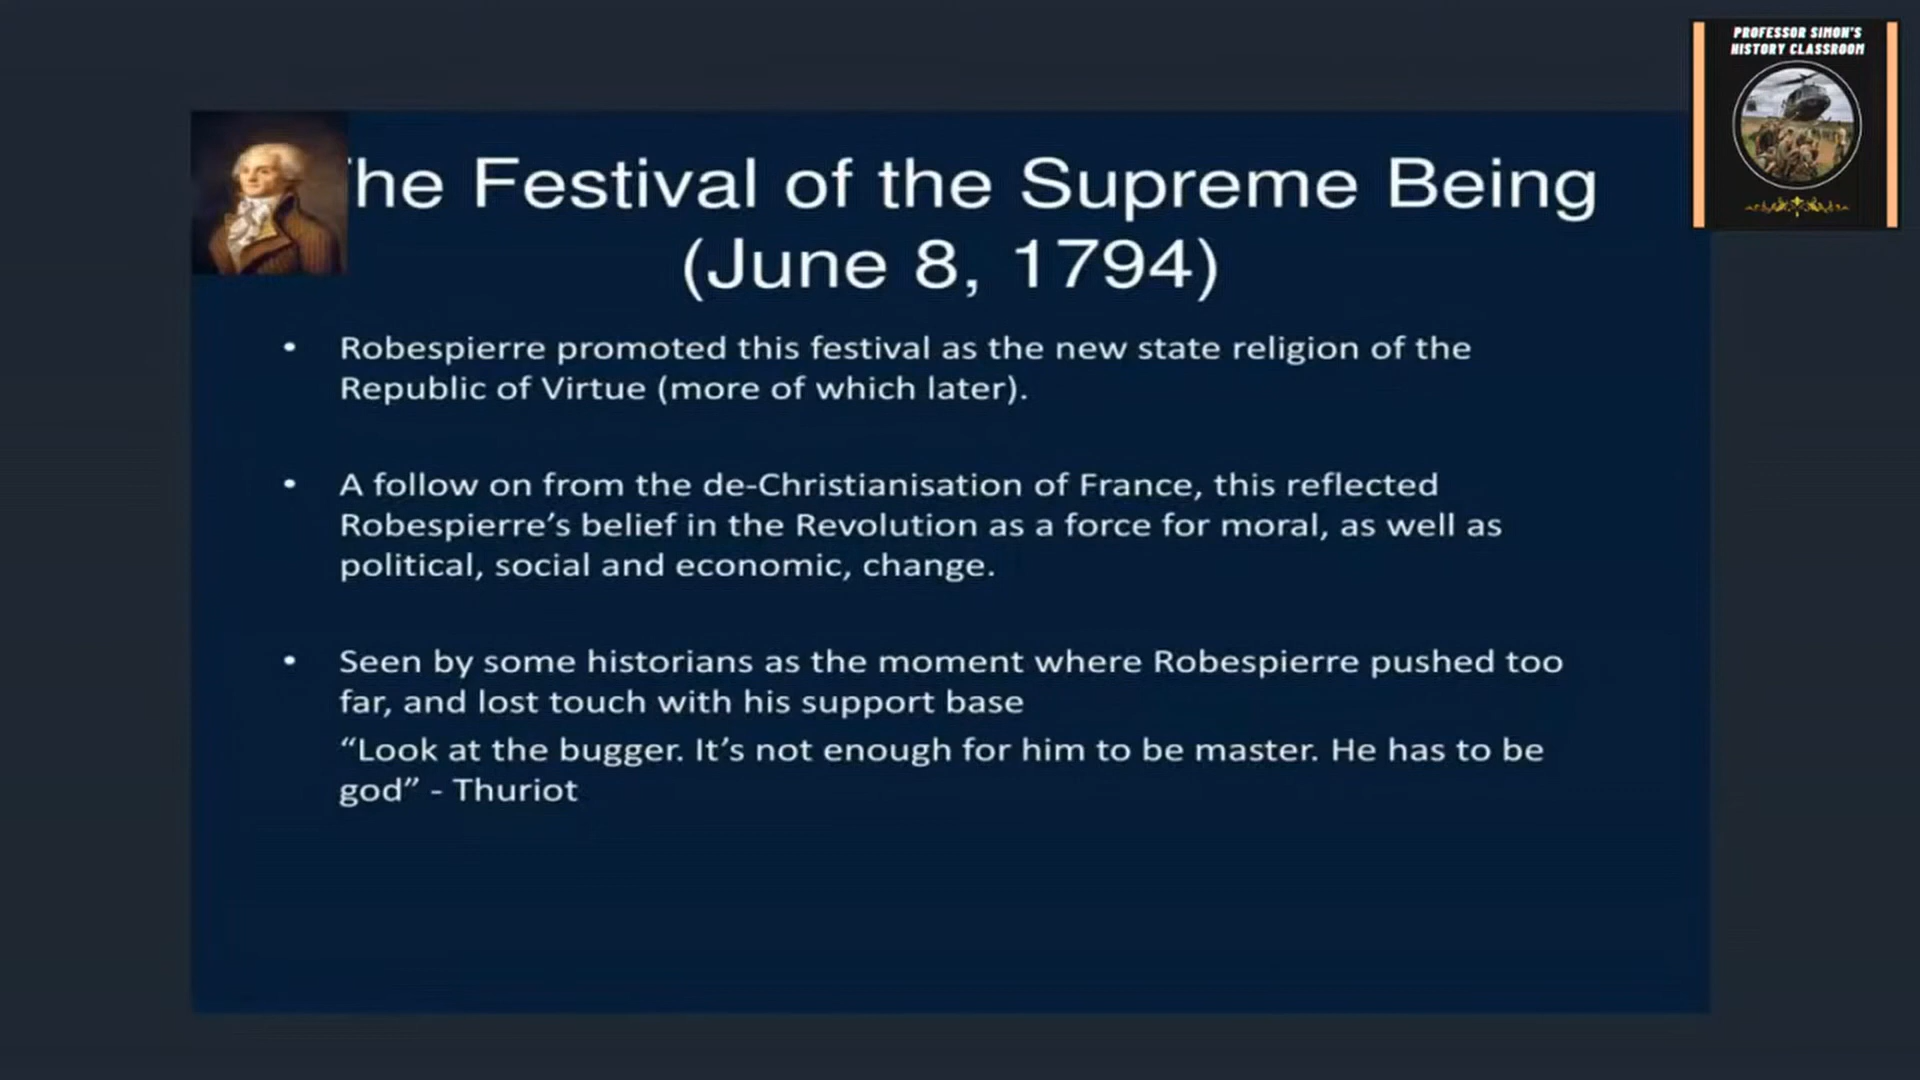 PROFESSOR SIMON'S
HISTORY CLASSROOM
The Festival of the Supreme Being
(June 8, 1794)
• Robespierre promoted this festival as the new state religion of the
Republic of Virtue (more of which later).
• A follow on from the de-Christianisation of France, this reflected
Robespierre’s belief in the Revolution as a force for moral, as well as
political, social and economic, change.
• Seen by some historians as the moment where Robespierre pushed too
far, and lost touch with his support base
“Look at the bugger. It’s not enough for him to be master. He has to be
god” - Thuriot